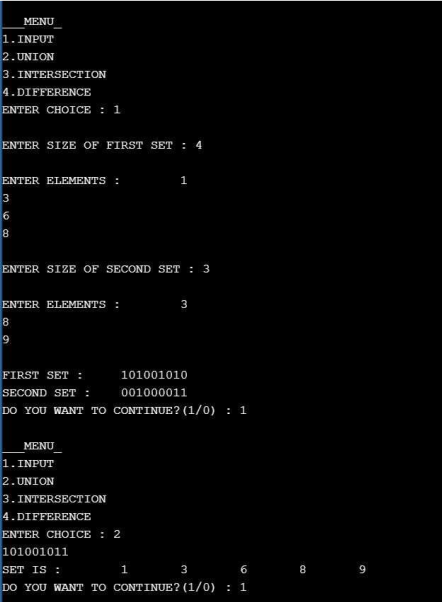 ___MENU_
1.INPUT
2.UNION
3.INTERSECTION
4.DIFFERENCE
ENTER CHOICE : 1
ENTER SIZE OF FIRST SET : 4
ENTER ELEMENTS : 1
3
6
8
ENTER SIZE OF SECOND SET : 3
ENTER ELEMENTS : 3
8
9
FIRST SET : 101001010
SECOND SET : 001000011
DO YOU WANT TO CONTINUE?(1/0) : 1
___MENU_
1.INPUT
2.UNION
3.INTERSECTION
4.DIFFERENCE
ENTER CHOICE : 2
101001011
SET IS : 1 3 6 8 9
DO YOU WANT TO CONTINUE?(1/0) : 1